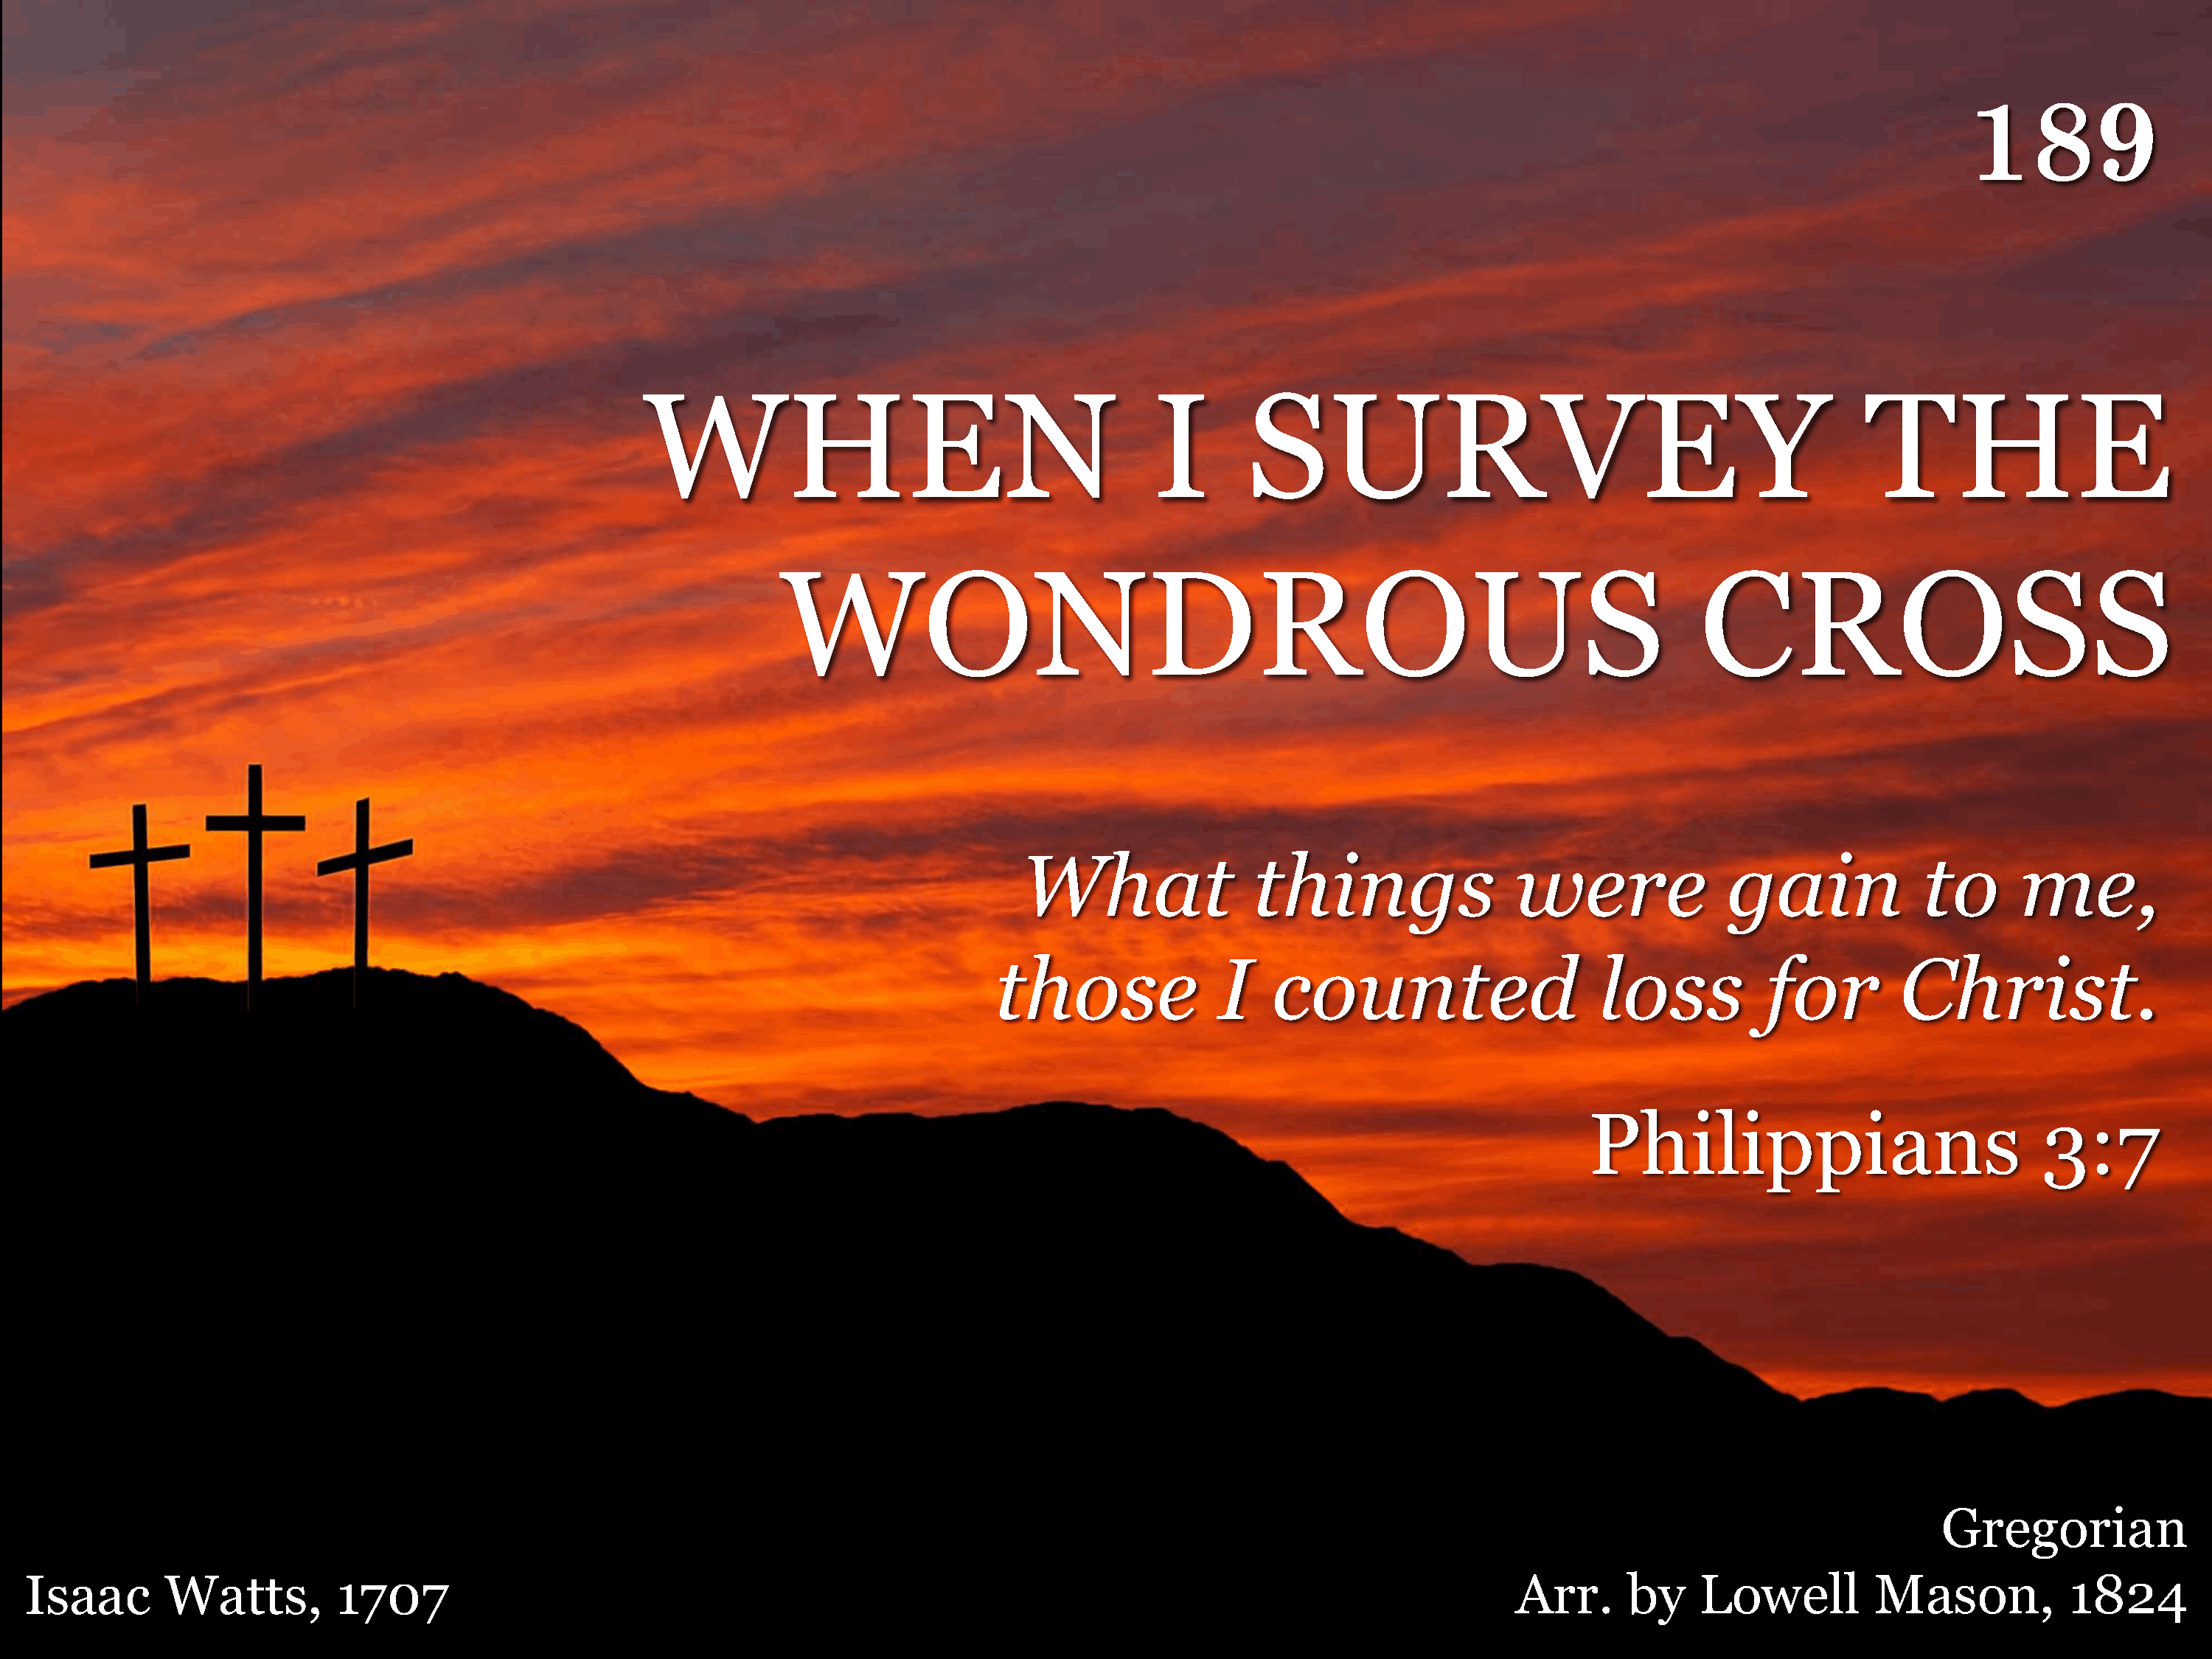 189
WHEN I SURVEY THE
WONDROUS CROSS
What things were gain to me,
those I counted loss for Christ.
Philippians 3:7
Gregorian
Isaac Watts, 1707
Arr. by Lowell Mason, 1824